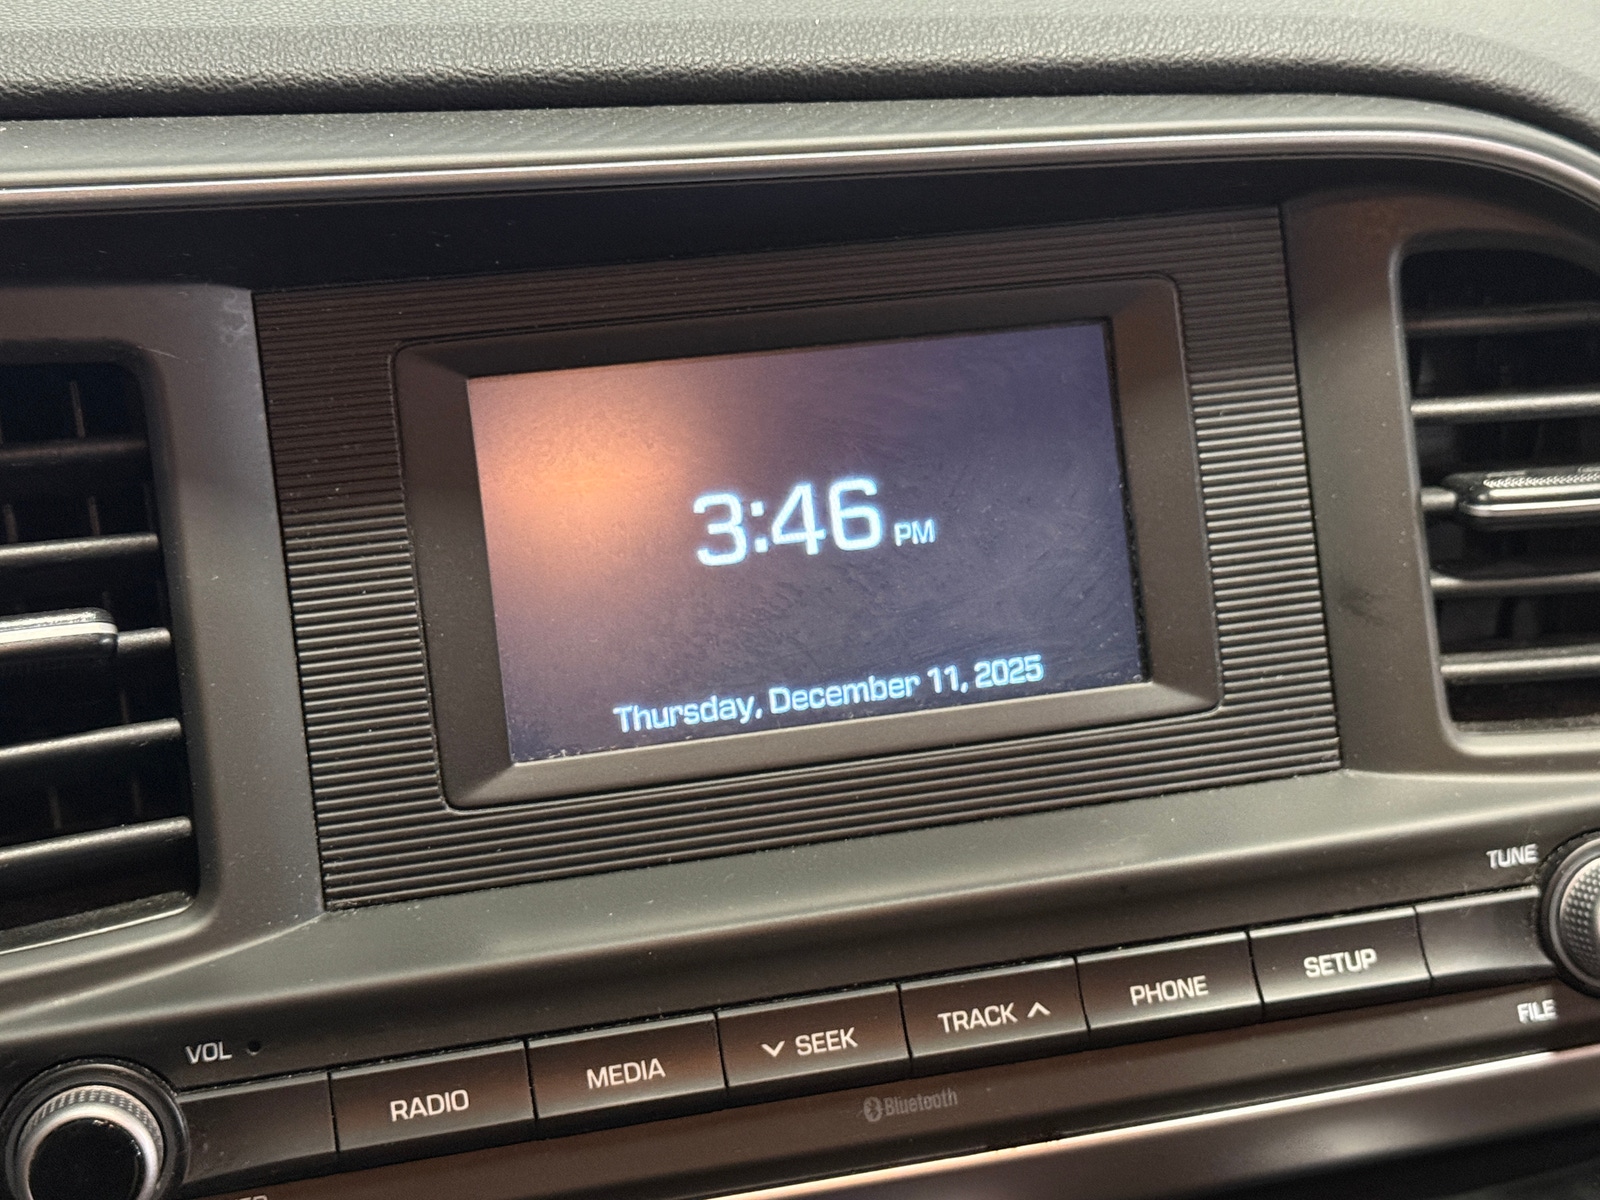 3:46 PM
Thursday, December 11, 2025
TUNE
VOL
RADIO
MEDIA
SEEK
TRACK
PHONE
SETUP
FILE
Bluetooth